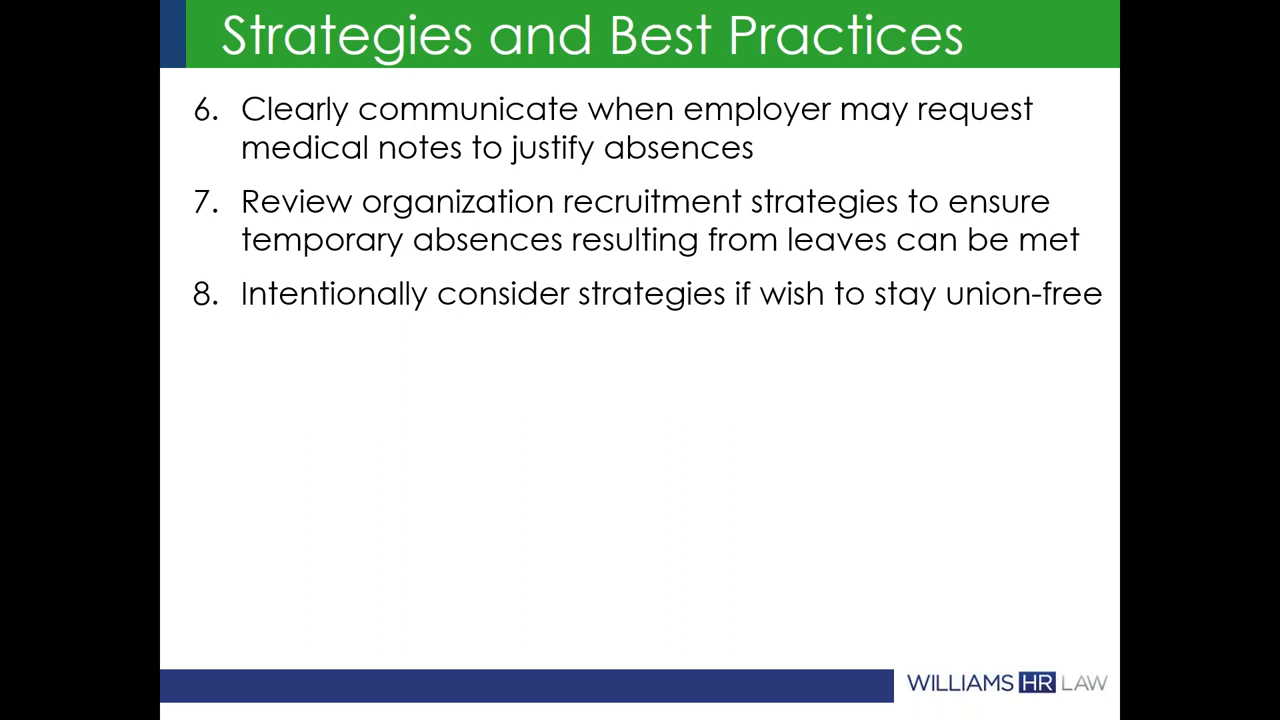 Strategies and Best Practices
6. Clearly communicate when employer may request
medical notes to justify absences
7. Review organization recruitment strategies to ensure
temporary absences resulting from leaves can be met
8. Intentionally consider strategies if wish to stay union-free
WILLIAMS HR LAW